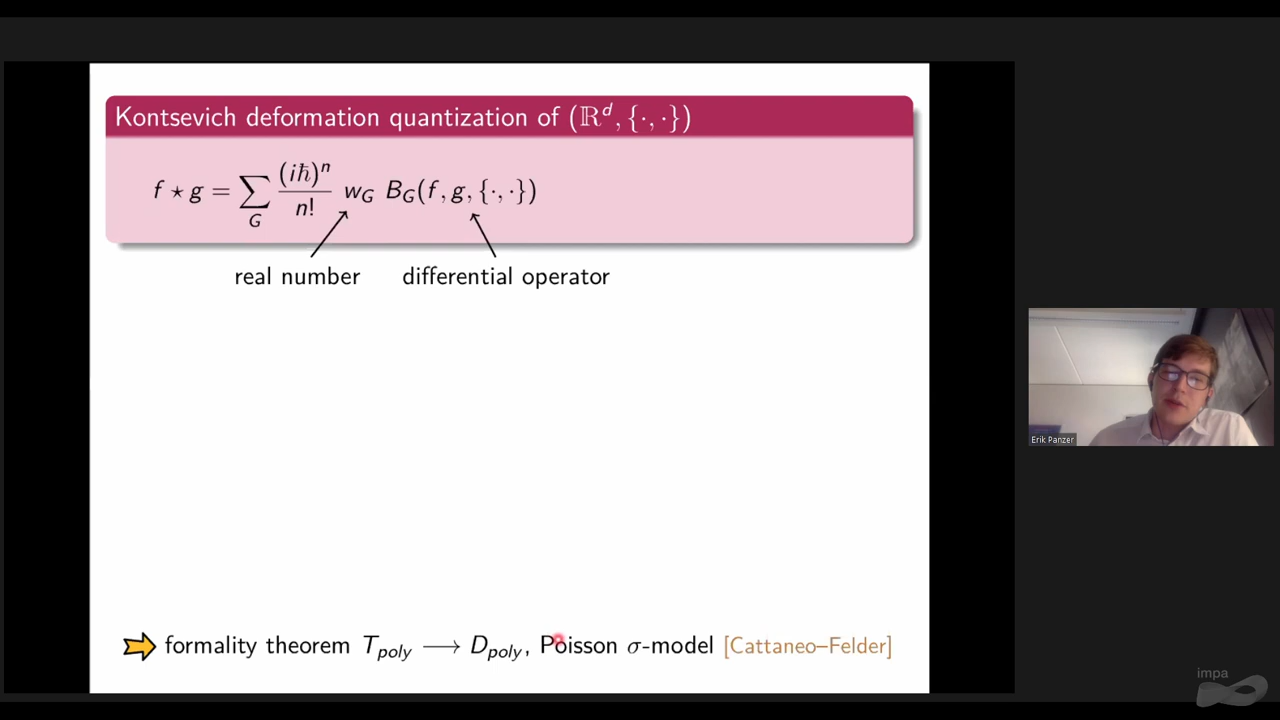 Kontsevich deformation quantization of (ℝᵈ, {·, ·})
f ⋆ g = ∑_G (iℏ)ⁿ/n! w_G B_G(f, g, {·, ·})
real number differential operator
formality theorem T_poly ⟶ D_poly, Poisson σ-model [Cattaneo–Felder]
Erik Panzer
impa